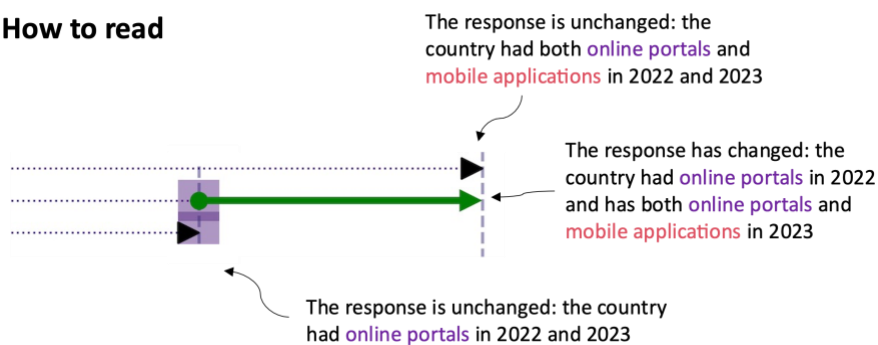 How to read
The response is unchanged: the
country had both online portals and
mobile applications in 2022 and 2023
The response has changed: the
country had online portals in 2022
and has both online portals and
mobile applications in 2023
The response is unchanged: the country
had online portals in 2022 and 2023